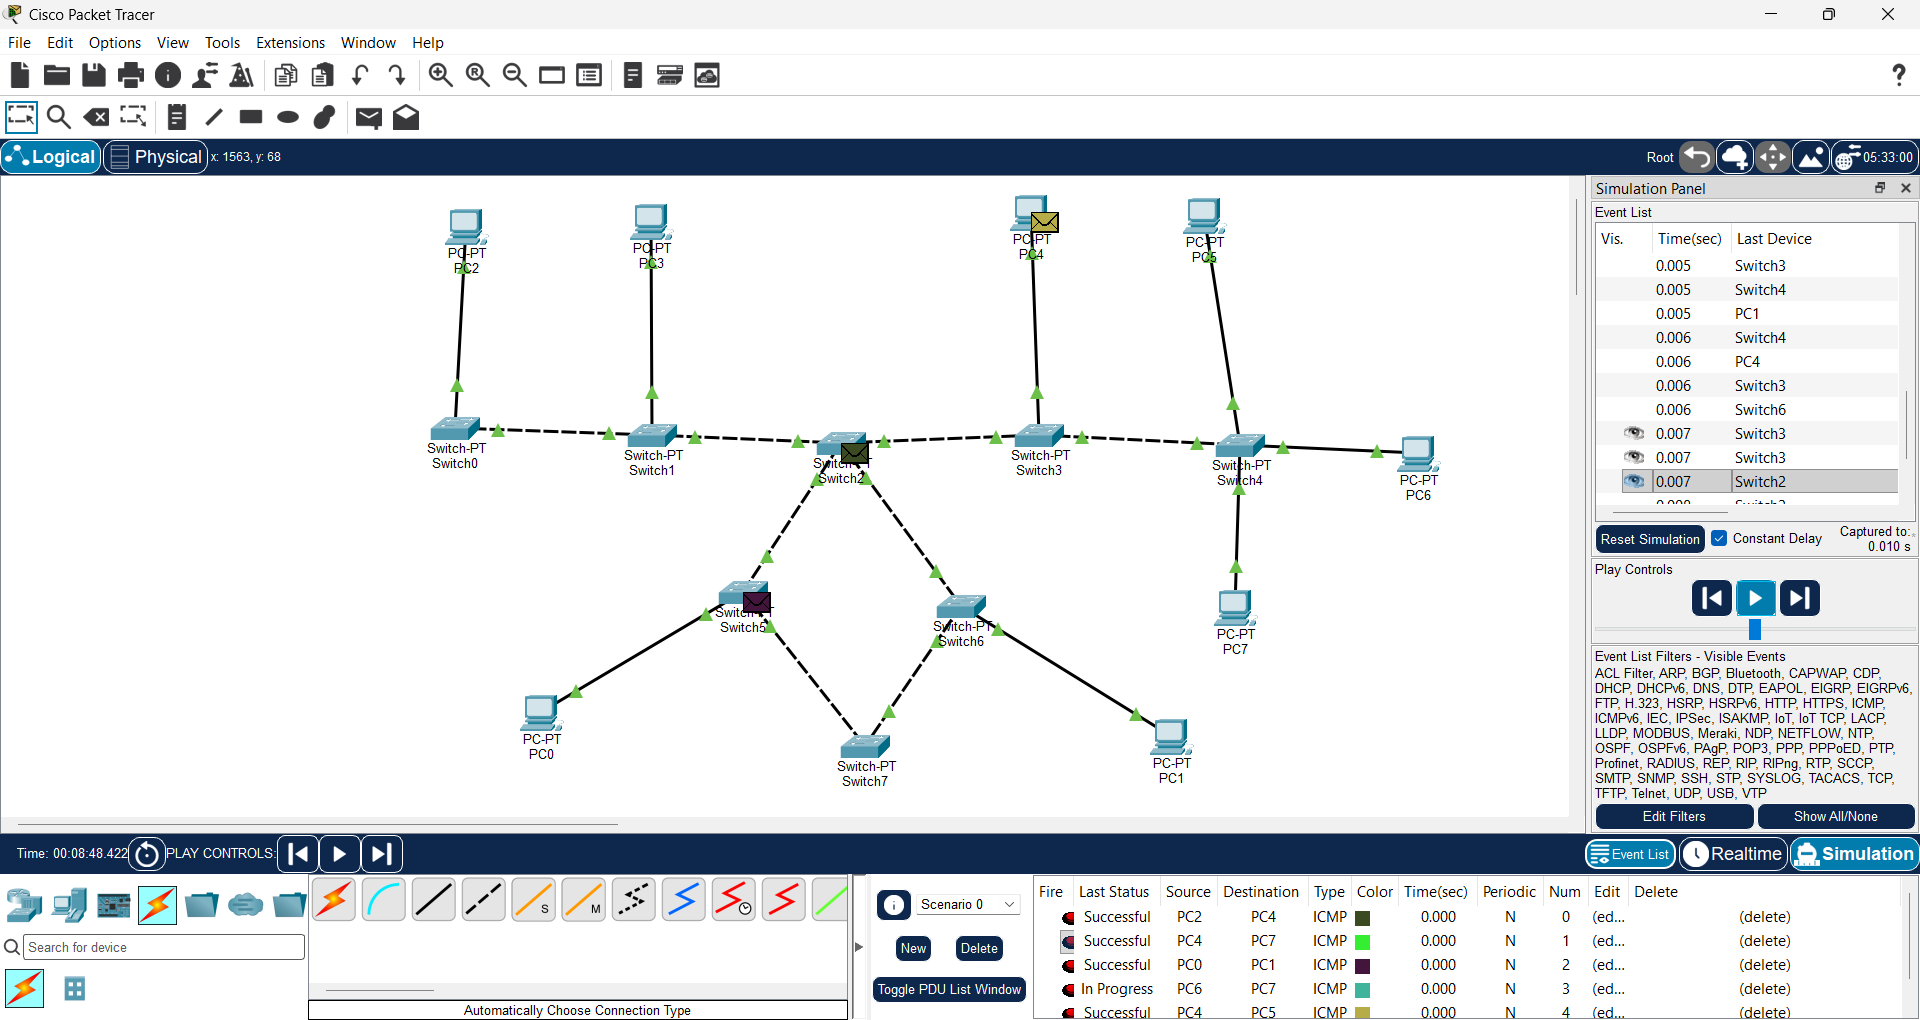 Cisco Packet Tracer
File Edit Options View Tools Extensions Window Help
Logical Physical x: 1563, y: 68 Root 05:33:00
PC-PT
PC2
PC-PT
PC3
PC-PT
PC4
PC-PT
PC5
Switch-PT
Switch0
Switch-PT
Switch1
Switch2
Switch-PT
Switch3
Switch-PT
Switch4
PC-PT
PC6
Switch5
Switch-PT
Switch6
PC-PT
PC7
PC-PT
PC0
Switch-PT
Switch7
PC-PT
PC1
Simulation Panel
Event List
Vis. Time(sec) Last Device
0.005 Switch3
0.005 Switch4
0.005 PC1
0.006 Switch4
0.006 PC4
0.006 Switch3
0.006 Switch6
0.007 Switch3
0.007 Switch3
0.007 Switch2
Reset Simulation Constant Delay Captured to:
0.010 s
Play Controls
Event List Filters - Visible Events
ACL Filter, ARP, BGP, Bluetooth, CAPWAP, CDP,
DHCP, DHCPv6, DNS, DTP, EAPOL, EIGRP, EIGRPv6,
FTP, H.323, HSRP, HSRPv6, HTTP, HTTPS, ICMP,
ICMPv6, IEC, IPSec, ISAKMP, IoT, IoT TCP, LACP,
LLDP, MODBUS, Meraki, NDP, NETFLOW, NTP,
OSPF, OSPFv6, PAgP, POP3, PPP, PPPoED, PTP,
Profinet, RADIUS, REP, RIP, RIPng, RTP, SCCP,
SMTP, SNMP, SSH, STP, SYSLOG, TACACS, TCP,
TFTP, Telnet, UDP, USB, VTP
Edit Filters Show All/None
Time: 00:08:48.422 PLAY CONTROLS: Event List Realtime Simulation
Search for device
S M
Automatically Choose Connection Type
Scenario 0
New Delete
Toggle PDU List Window
Fire Last Status Source Destination Type Color Time(sec) Periodic Num Edit Delete
Successful PC2 PC4 ICMP 0.000 N 0 (ed... (delete)
Successful PC4 PC7 ICMP 0.000 N 1 (ed... (delete)
Successful PC0 PC1 ICMP 0.000 N 2 (ed... (delete)
In Progress PC6 PC7 ICMP 0.000 N 3 (ed... (delete)
Successful PC4 PC5 ICMP 0.000 N 4 (ed... (delete)